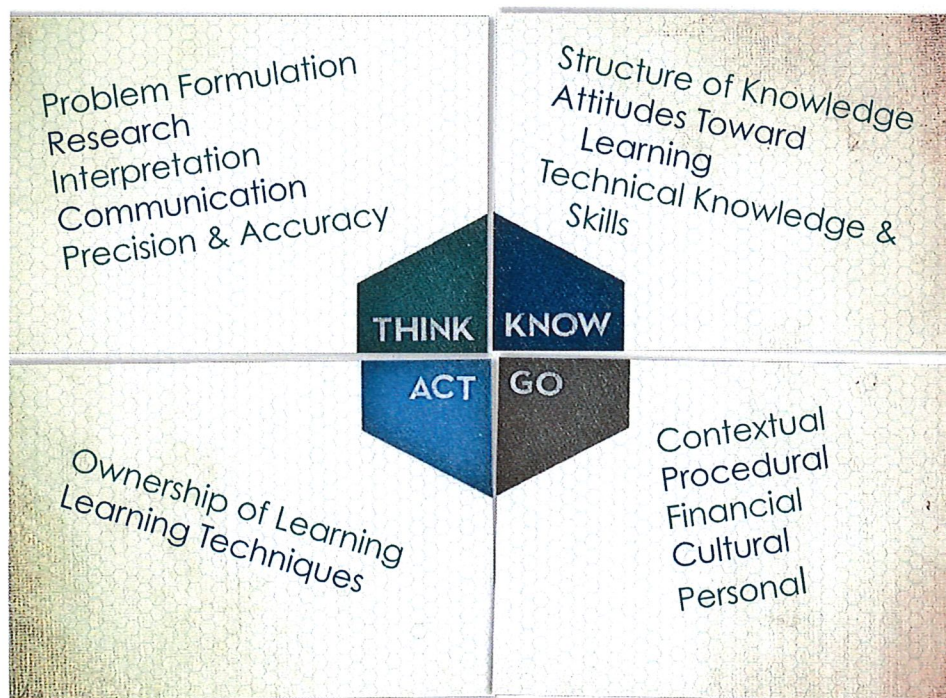 Problem Formulation
Research
Interpretation
Communication
Precision & Accuracy
THINK
Structure of Knowledge
Attitudes Toward
Learning
Technical Knowledge &
Skills
KNOW
ACT
Ownership of Learning
Learning Techniques
GO
Contextual
Procedural
Financial
Cultural
Personal